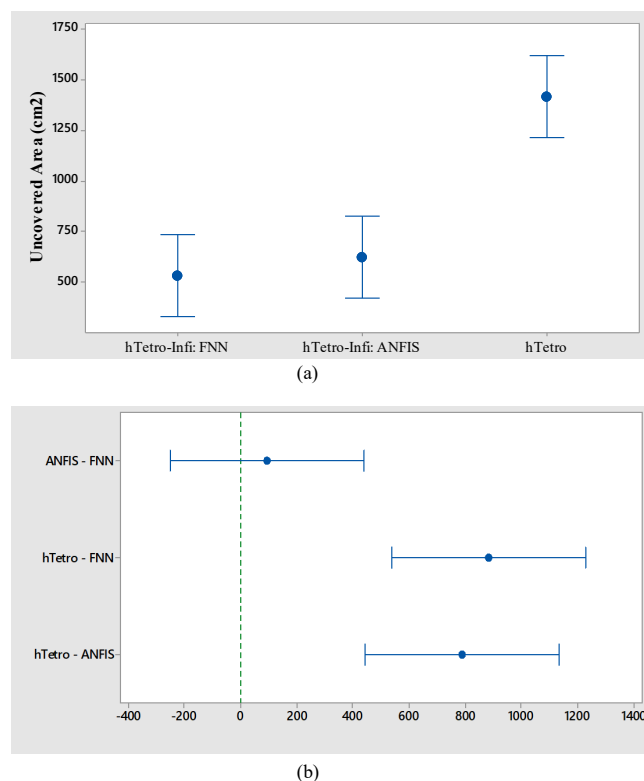 1750
1500
1250
1000
750
500
Uncovered Area (cm2)
hTetro-Infi: FNN hTetro-Infi: ANFIS hTetro
(a)
ANFIS - FNN
hTetro - FNN
hTetro - ANFIS
-400 -200 0 200 400 600 800 1000 1200 1400
(b)